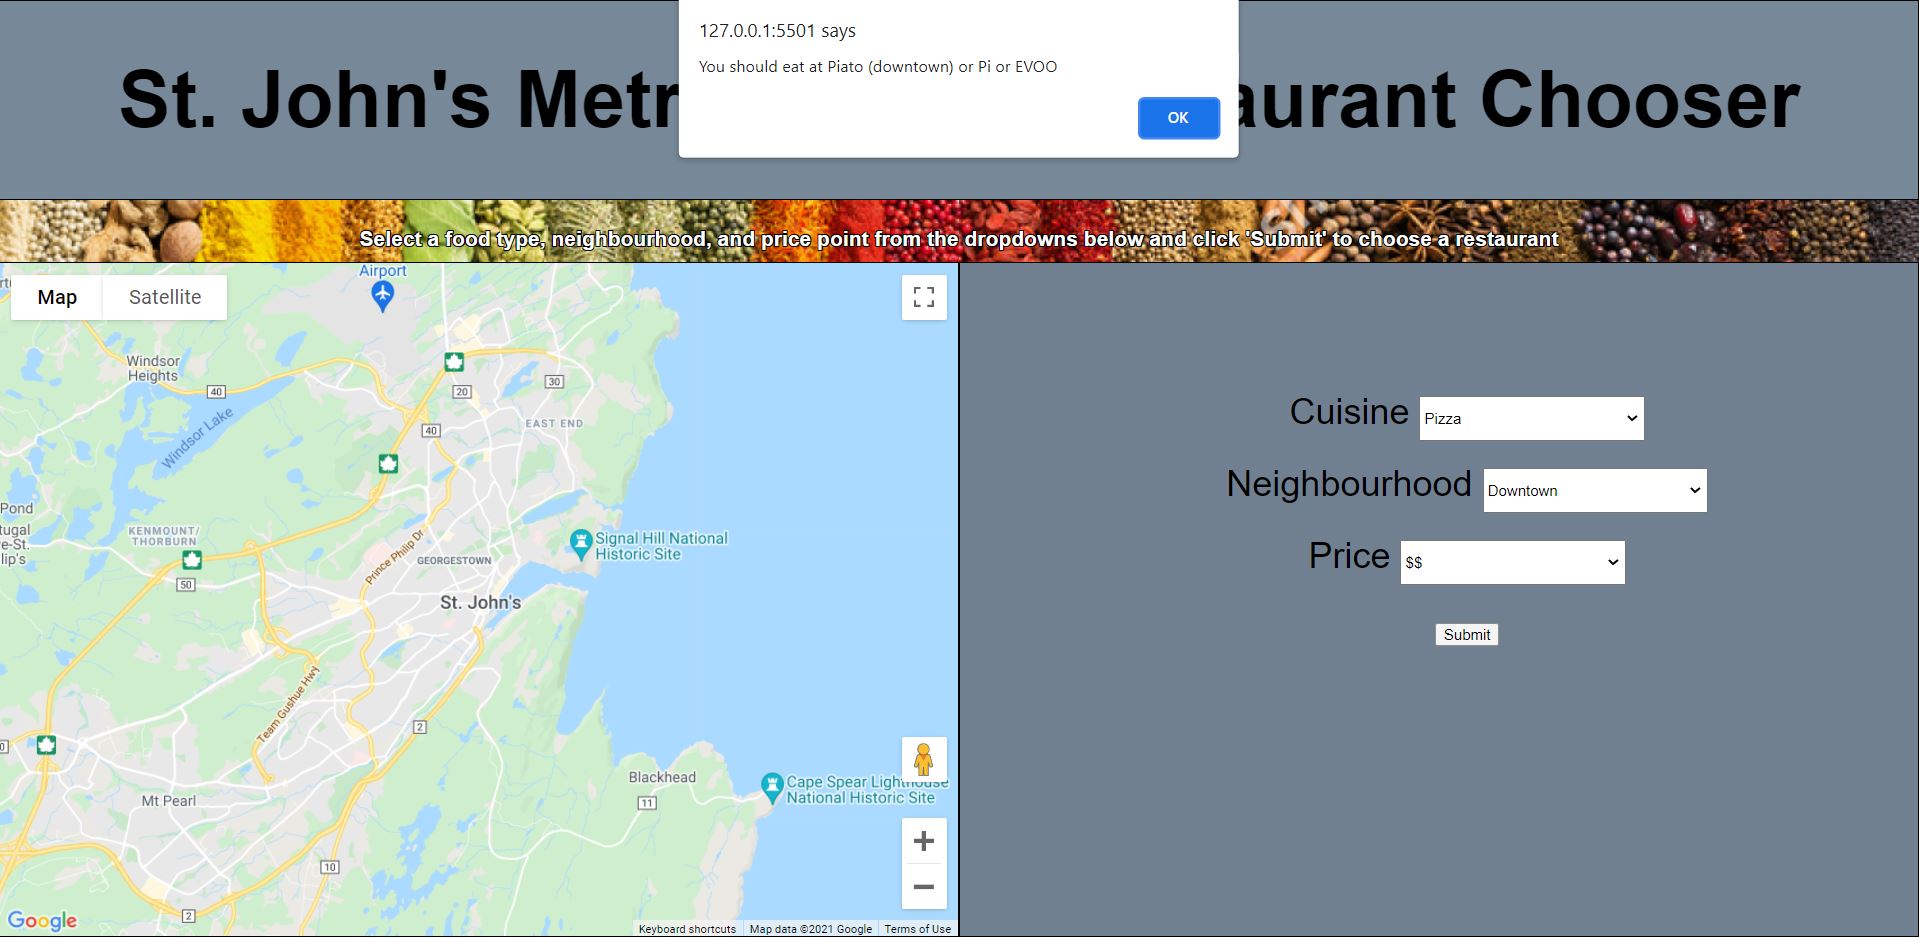 127.0.0.1:5501 says
You should eat at Piato (downtown) or Pi or EVOO
OK
St. John's Metr
aurant Chooser
Select a food type, neighbourhood, and price point from the dropdowns below and click 'Submit' to choose a restaurant
Map
Satellite
Airport
Windsor
Heights
40
Windsor Lake
20
30
40
EAST END
Pond
tugal
e-St.
lip's
KENMOUNT/
THORBURN
50
Prince Philip Dr
GEORGESTOWN
Signal Hill National
Historic Site
St. John's
Team Gushue Hwy
2
Mt Pearl
Blackhead
11
Cape Spear Lighthouse
National Historic Site
10
2
Google
Keyboard shortcuts
Map data ©2021 Google
Terms of Use
Cuisine
Pizza
Neighbourhood
Downtown
Price
$$
Submit